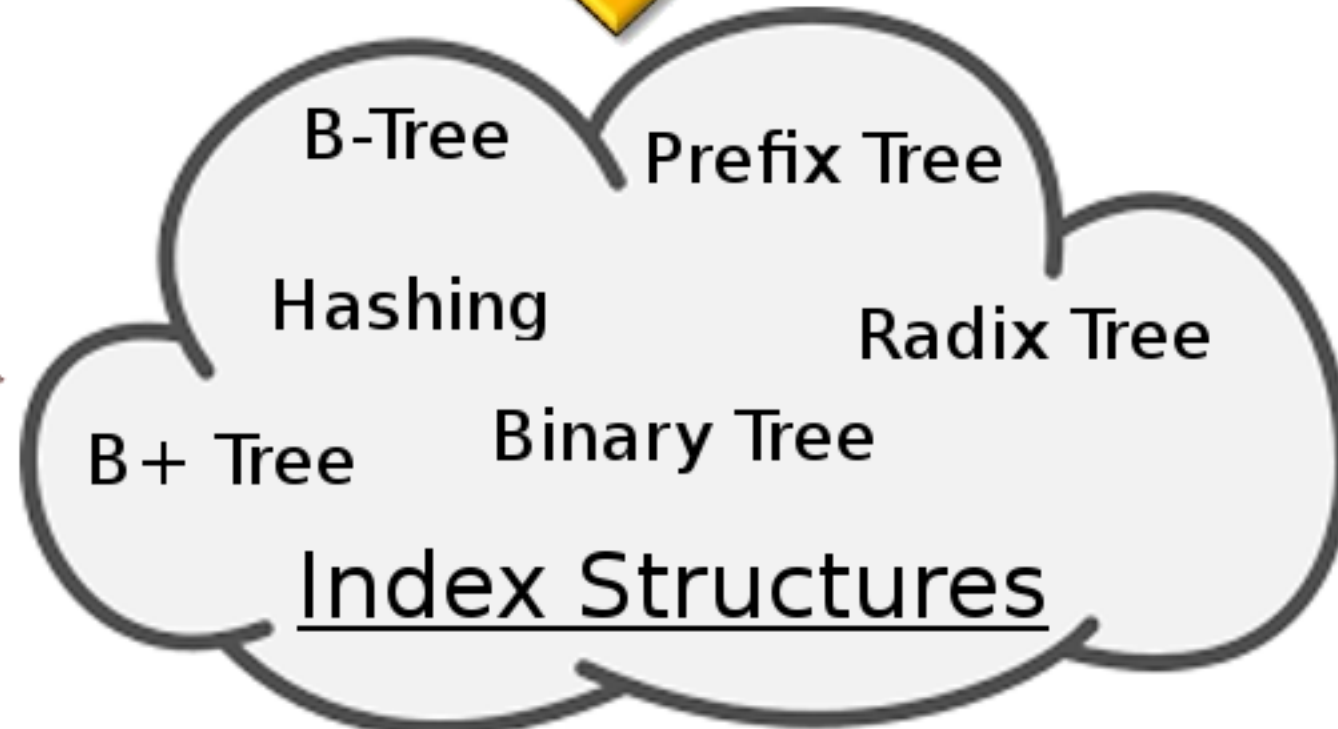 B-Tree
Prefix Tree
Hashing
Radix Tree
B+ Tree
Binary Tree
Index Structures